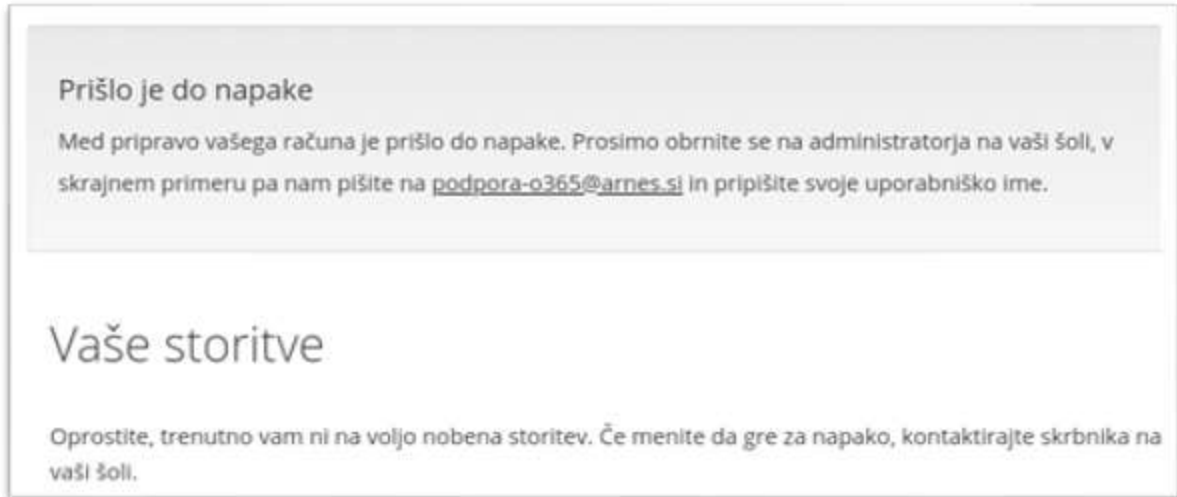 Prišlo je do napake
Med pripravo vašega računa je prišlo do napake. Prosimo obrnite se na administratorja na vaši šoli, v
skrajnem primeru pa nam pišite na podpora-o365@arnes.si in pripišite svoje uporabniško ime.
Vaše storitve
Oprostite, trenutno vam ni na voljo nobena storitev. Če menite da gre za napako, kontaktirajte skrbnika na
vaši šoli.